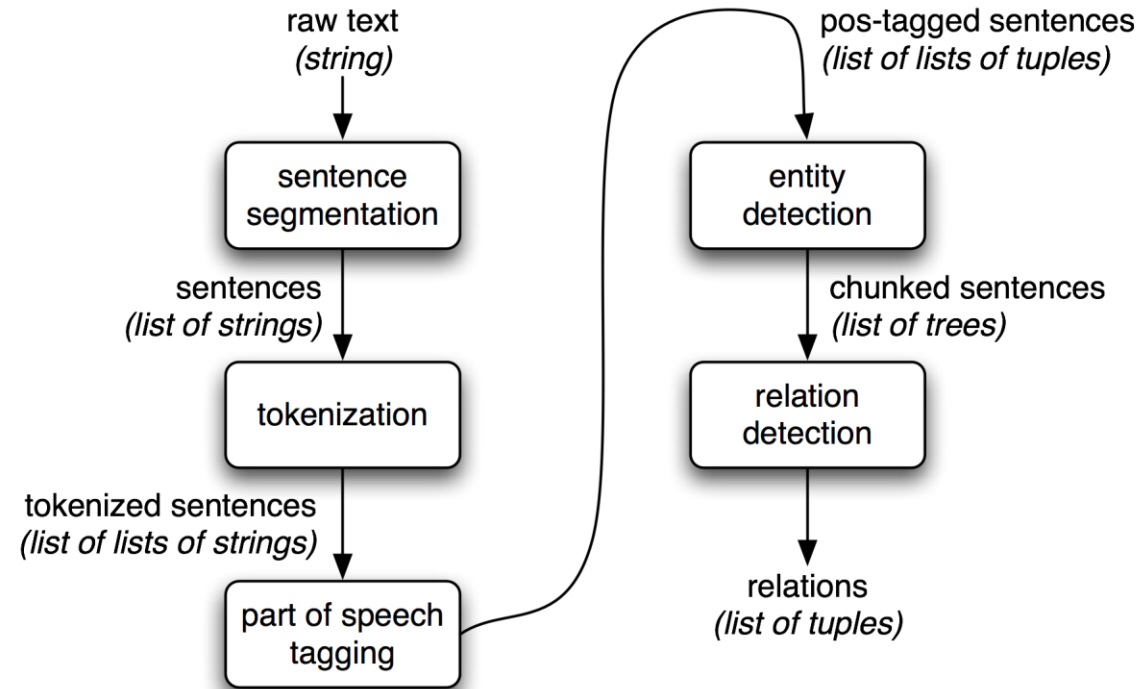 raw text
(string)
sentence
segmentation
sentences
(list of strings)
tokenization
tokenized sentences
(list of lists of strings)
part of speech
tagging
pos-tagged sentences
(list of lists of tuples)
entity
detection
chunked sentences
(list of trees)
relation
detection
relations
(list of tuples)